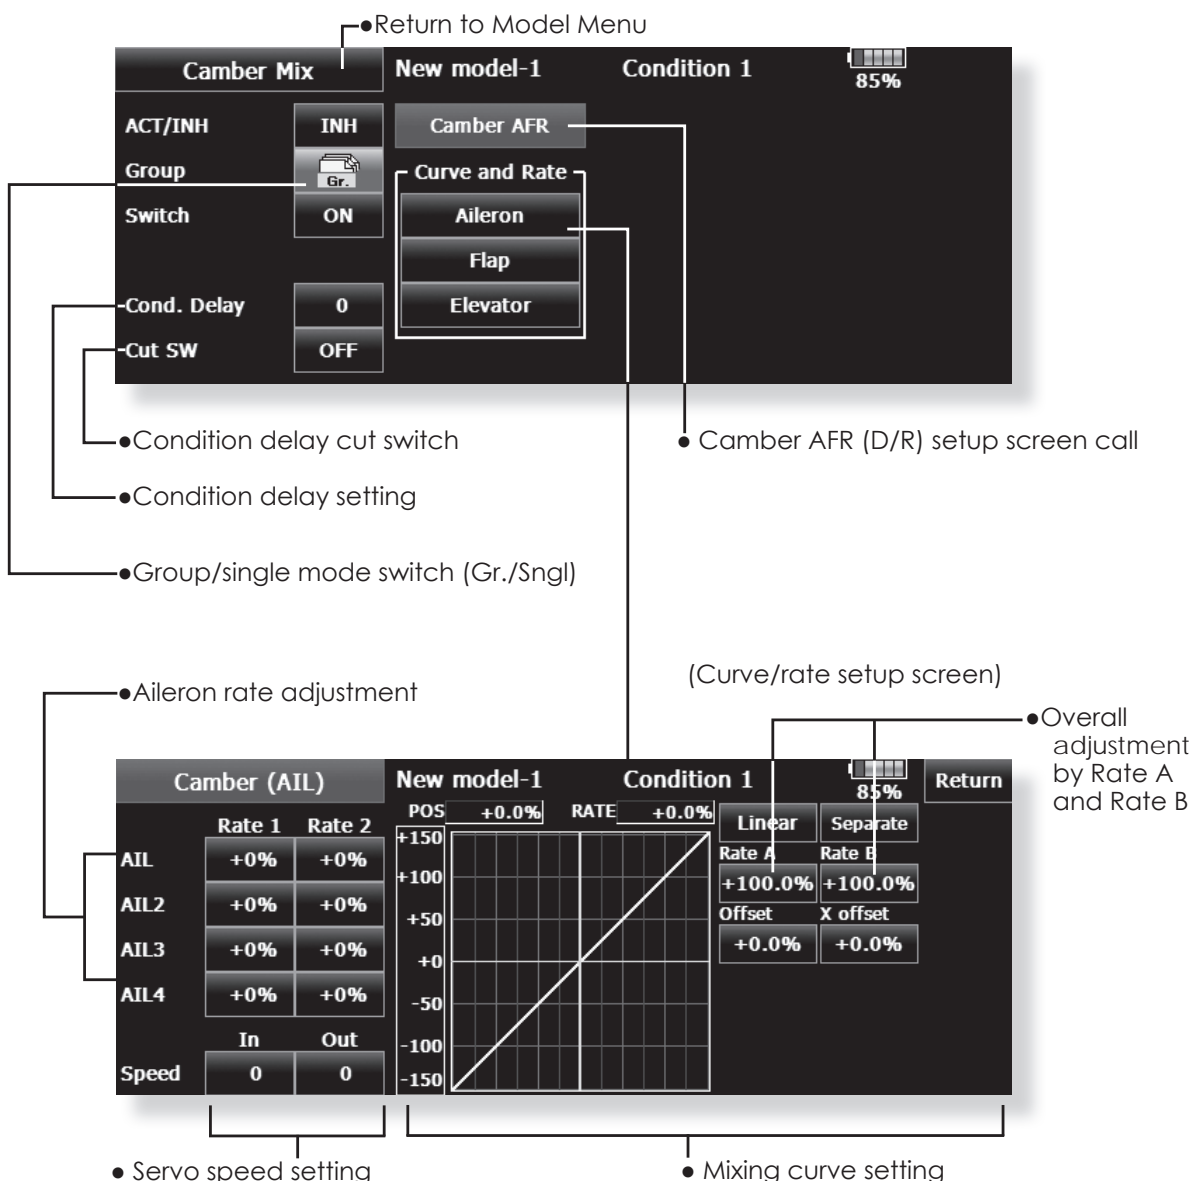 ●Return to Model Menu
Camber Mix New model-1 Condition 1 85%
ACT/INH INH Camber AFR
Group Gr. Curve and Rate
Switch ON Aileron
Flap
Cond. Delay 0 Elevator
Cut SW OFF
●Condition delay cut switch
● Camber AFR (D/R) setup screen call
●Condition delay setting
●Group/single mode switch (Gr./Sngl)
(Curve/rate setup screen)
●Aileron rate adjustment
●Overall
adjustment
by Rate A
and Rate B
Camber (AIL) New model-1 Condition 1 85% Return
POS +0.0% RATE +0.0% Linear Separate
Rate 1 Rate 2
+150
Rate A Rate B
AIL +0% +0%
+100
+100.0% +100.0%
AIL2 +0% +0%
+50
Offset X offset
AIL3 +0% +0%
+0.0% +0.0%
+0
AIL4 +0% +0%
-50
In Out
-100
Speed 0 0
-150
● Servo speed setting
● Mixing curve setting